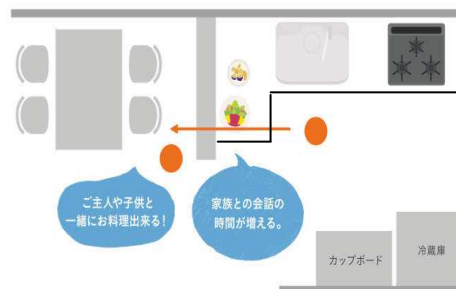 ご主人や子供と
一緒にお料理出来る！
家族との会話の
時間が増える。
カップボード
冷蔵庫